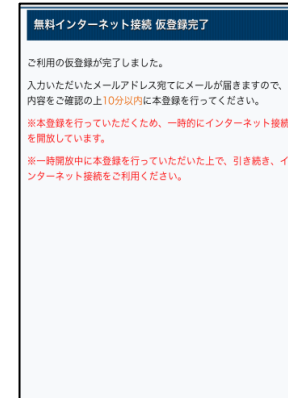 無料インターネット接続 仮登録完了
ご利用の仮登録が完了しました。
入力いただいたメールアドレス宛てにメールが届きますので、
内容をご確認の上10分以内に本登録を行ってください。
※本登録を行っていただくため、一時的にインターネット接続
を開放しています。
※一時開放中に本登録を行っていただいた上で、引き続き、イ
ンターネット接続をご利用ください。